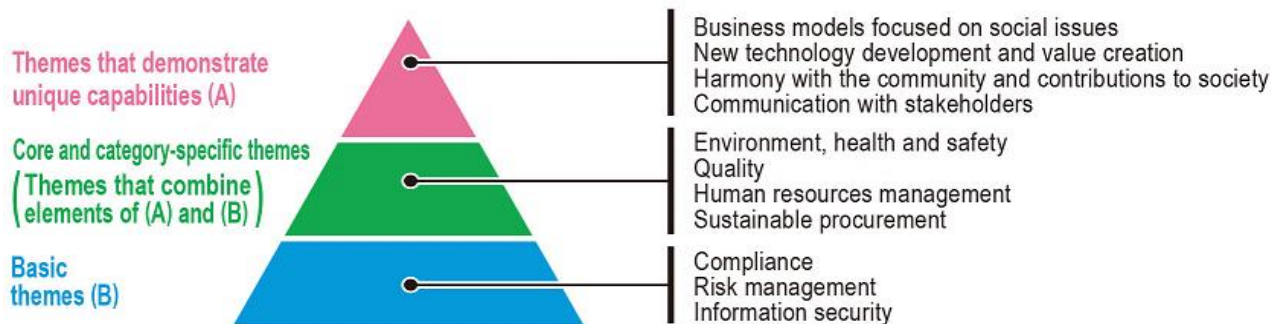 Themes that demonstrate
unique capabilities (A)
Business models focused on social issues
New technology development and value creation
Harmony with the community and contributions to society
Communication with stakeholders
Core and category-specific themes
(Themes that combine
elements of (A) and (B))
Environment, health and safety
Quality
Human resources management
Sustainable procurement
Basic
themes (B)
Compliance
Risk management
Information security